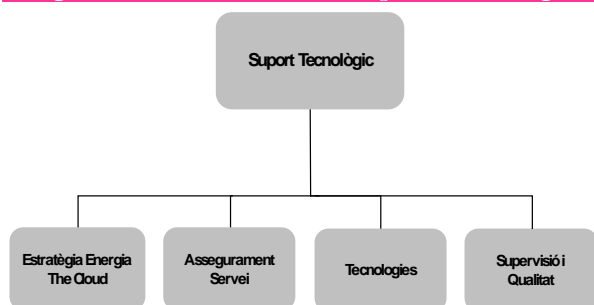 Suport Tecnològic
Estratègia Energia
The Cloud
Assegurament
Servei
Tecnologies
Supervisió i
Qualitat